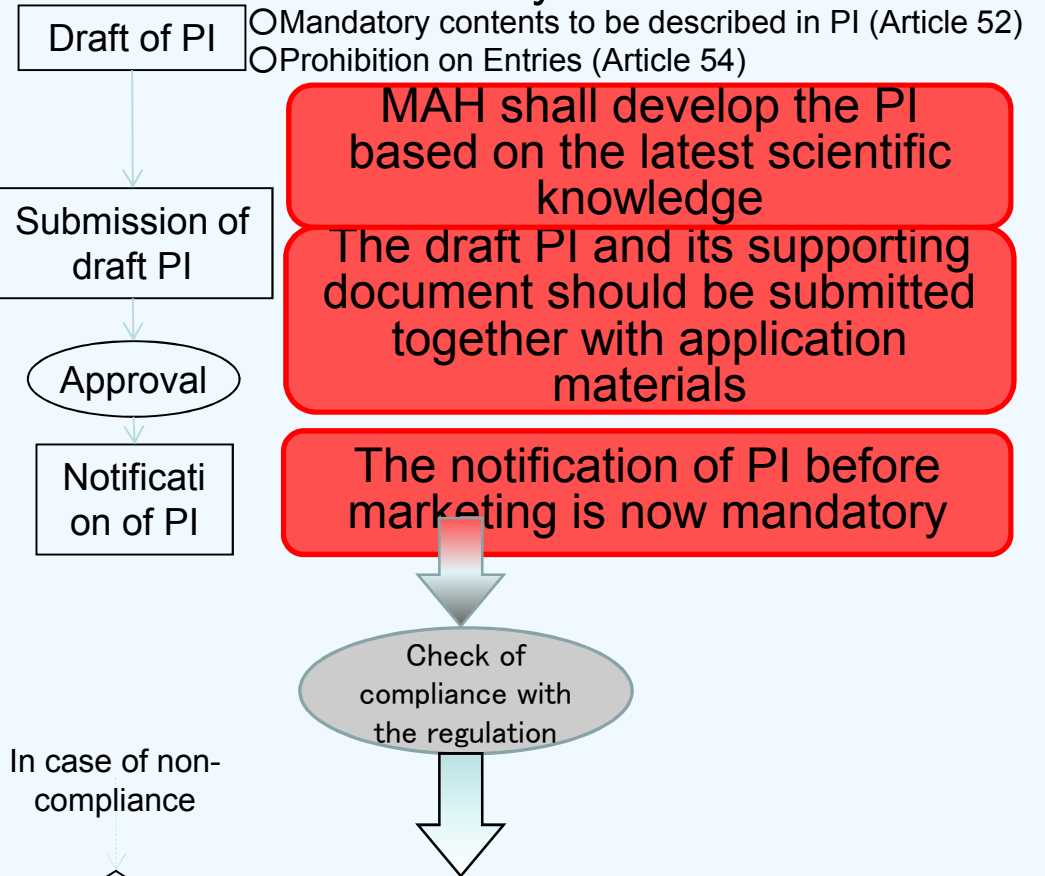 Draft of PI
○Mandatory contents to be described in PI (Article 52)
○Prohibition on Entries (Article 54)
MAH shall develop the PI
based on the latest scientific
knowledge
Submission of
draft PI
The draft PI and its supporting
document should be submitted
together with application
materials
Approval
Notificati
on of PI
The notification of PI before
marketing is now mandatory
Check of
compliance with
the regulation
In case of non-
compliance